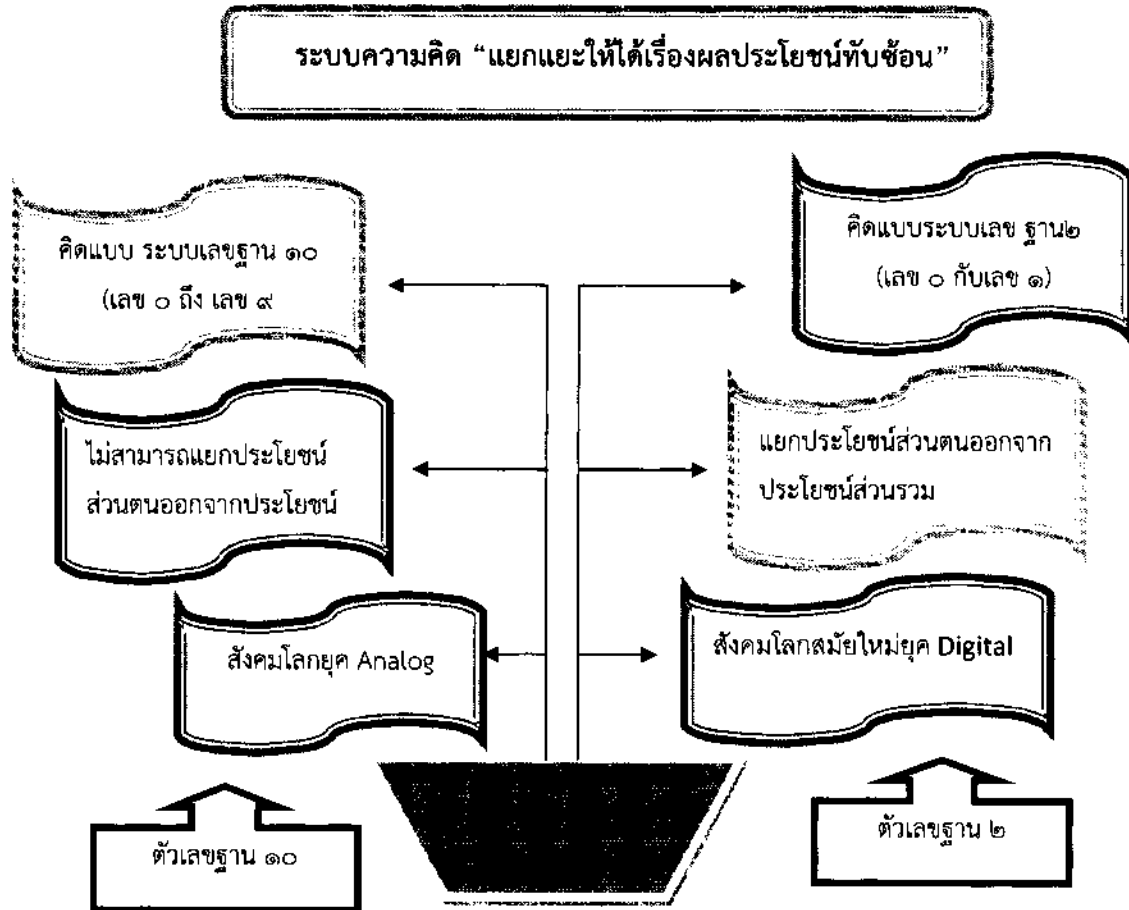 ระบบความคิด “แยกแยะให้ได้เรื่องผลประโยชน์ทับซ้อน”
คิดแบบ ระบบเลขฐาน ๑๐
(เลข ๐ ถึง เลข ๙
คิดแบบระบบเลข ฐาน๒
(เลข ๐ กับเลข ๑)
ไม่สามารถแยกประโยชน์
ส่วนตนออกจากประโยชน์
แยกประโยชน์ส่วนตนออกจาก
ประโยชน์ส่วนรวม
สังคมโลกยุค Analog
สังคมโลกสมัยใหม่ยุค Digital
ตัวเลขฐาน ๑๐
ตัวเลขฐาน ๒